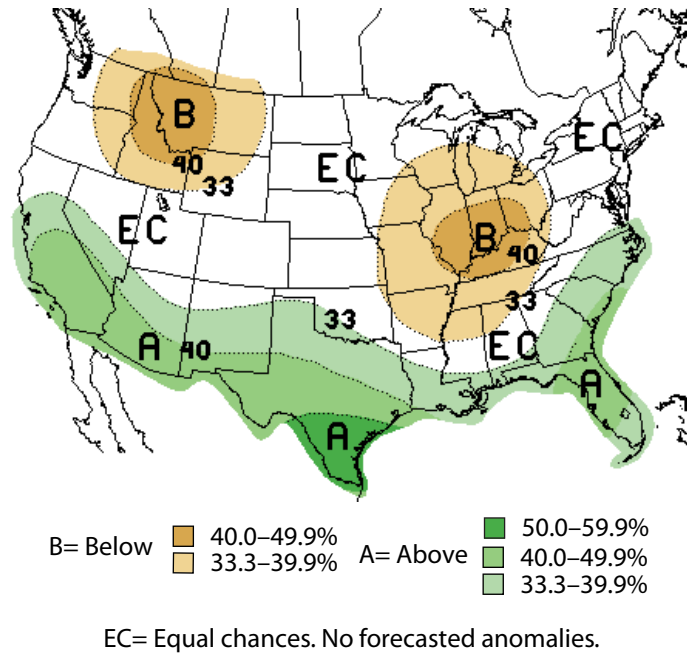 B
40
33
EC
EC
EC
B
40
33
33
A 40
EC
A
A
B= Below
40.0–49.9%
33.3–39.9%
A= Above
50.0–59.9%
40.0–49.9%
33.3–39.9%
EC= Equal chances. No forecasted anomalies.